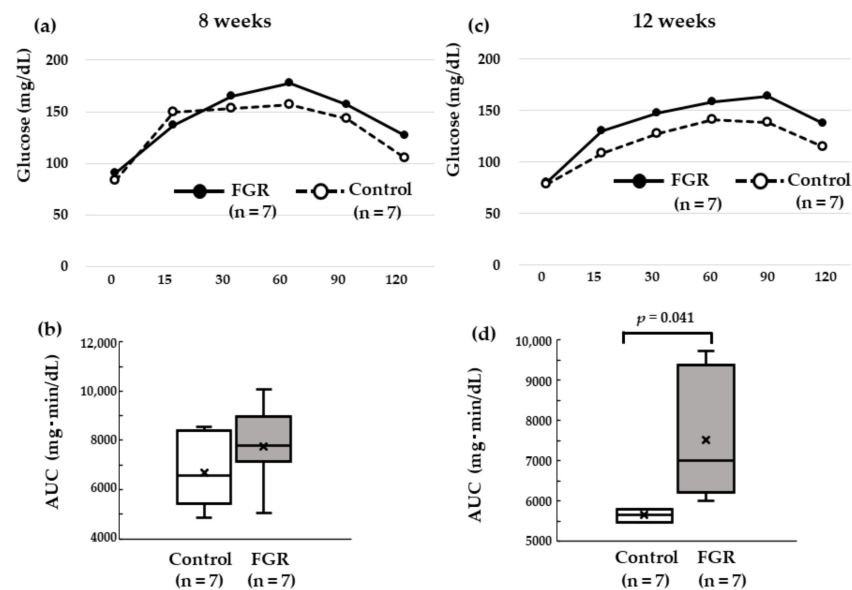 (a)
8 weeks
Glucose (mg/dL)
200
150
100
50
0
FGR
(n = 7)
Control
(n = 7)
0 15 30 60 90 120
(c)
12 weeks
Glucose (mg/dL)
200
150
100
50
0
FGR
(n = 7)
Control
(n = 7)
0 15 30 60 90 120
(b)
AUC (mg·min/dL)
12,000
10,000
8000
6000
4000
Control
(n = 7)
FGR
(n = 7)
(d)
p = 0.041
AUC (mg·min/dL)
10,000
9000
8000
7000
6000
5000
Control
(n = 7)
FGR
(n = 7)